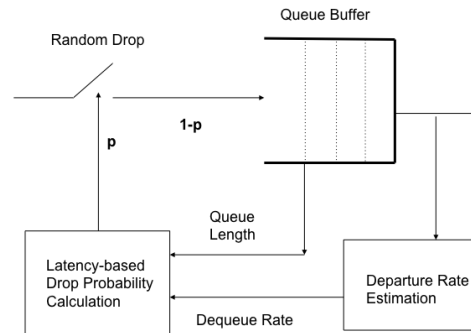 Queue Buffer
Random Drop
1-p
p
Queue
Length
Latency-based
Drop Probability
Calculation
Departure Rate
Estimation
Dequeue Rate